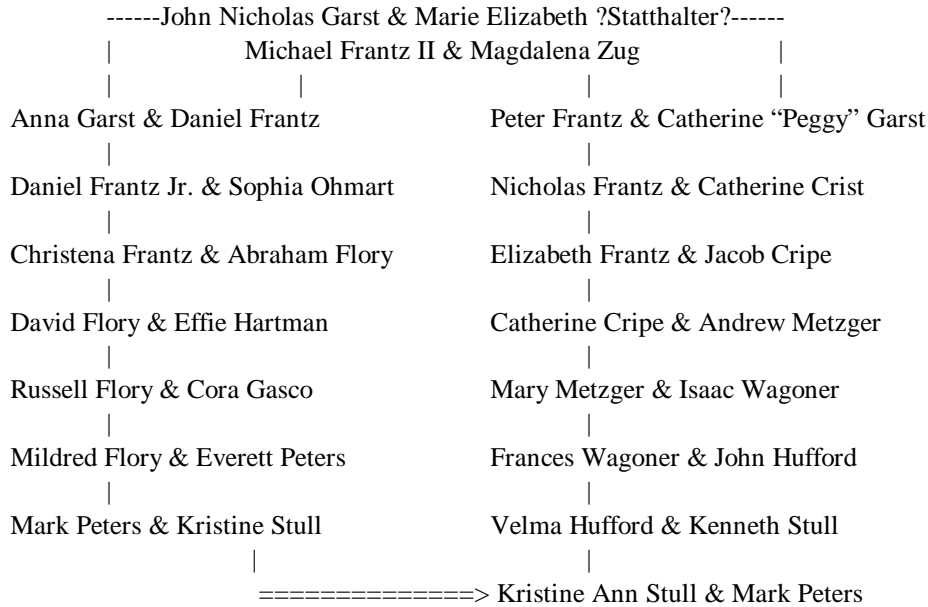 ------John Nicholas Garst & Marie Elizabeth ?Statthalter?------
| Michael Frantz II & Magdalena Zug |
| | | |
Anna Garst & Daniel Frantz Peter Frantz & Catherine “Peggy” Garst
| |
Daniel Frantz Jr. & Sophia Ohmart Nicholas Frantz & Catherine Crist
| |
Christena Frantz & Abraham Flory Elizabeth Frantz & Jacob Cripe
| |
David Flory & Effie Hartman Catherine Cripe & Andrew Metzger
| |
Russell Flory & Cora Gasco Mary Metzger & Isaac Wagoner
| |
Mildred Flory & Everett Peters Frances Wagoner & John Hufford
| |
Mark Peters & Kristine Stull Velma Hufford & Kenneth Stull
| |
==============> Kristine Ann Stull & Mark Peters